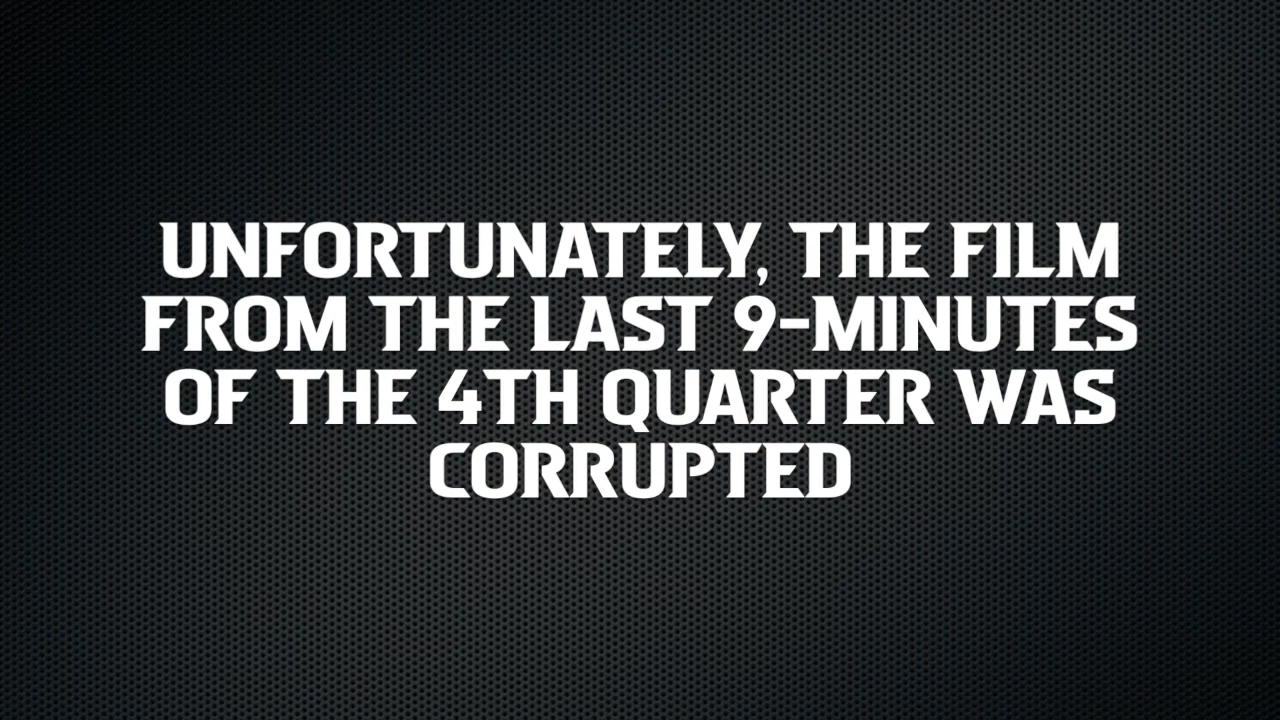 UNFORTUNATELY, THE FILM
FROM THE LAST 9-MINUTES
OF THE 4TH QUARTER WAS
CORRUPTED